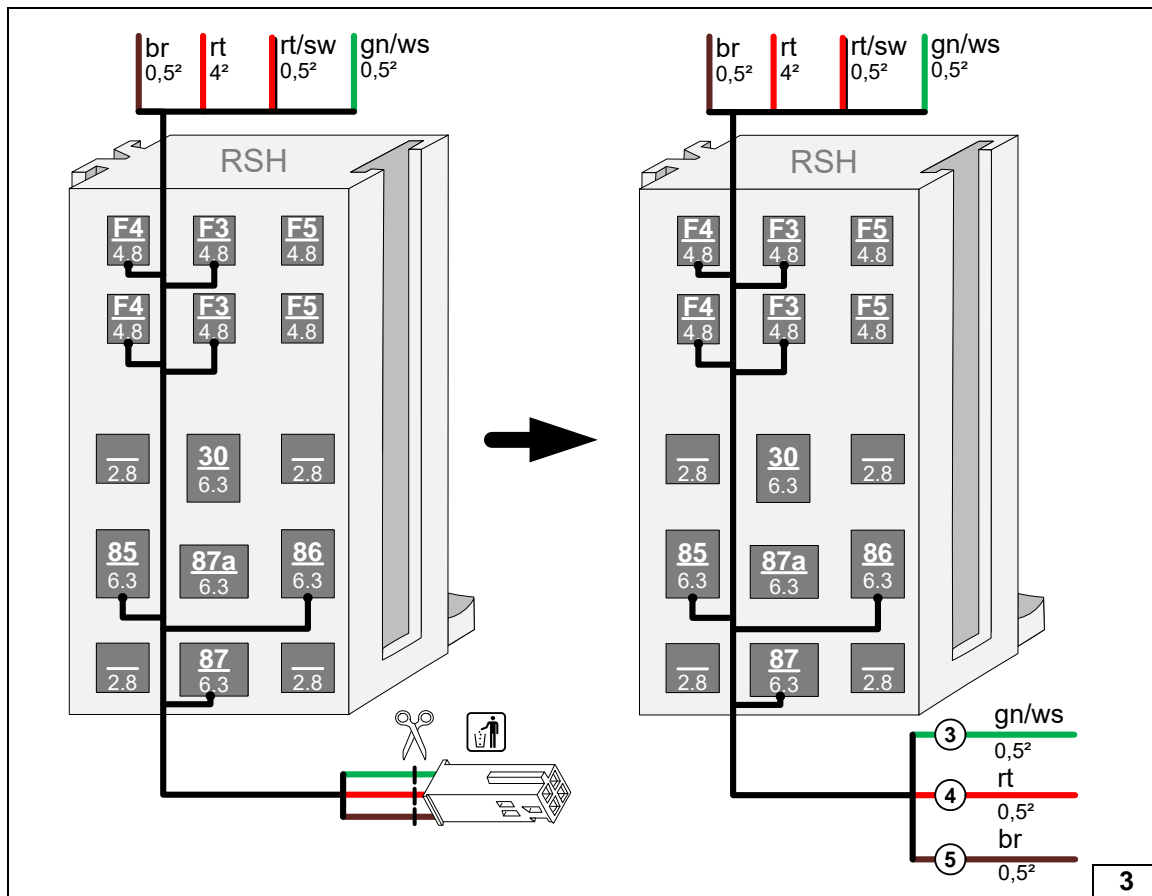 br rt rt/sw gn/ws
0,5² 4² 0,5² 0,5²
RSH
F4 F3 F5
4.8 4.8 4.8
F4 F3 F5
4.8 4.8 4.8
30
2.8 6.3 2.8
85 87a 86
6.3 6.3 6.3
87
2.8 6.3 2.8
br rt rt/sw gn/ws
0,5² 4² 0,5² 0,5²
RSH
F4 F3 F5
4.8 4.8 4.8
F4 F3 F5
4.8 4.8 4.8
30
2.8 6.3 2.8
85 87a 86
6.3 6.3 6.3
87
2.8 6.3 2.8
3 gn/ws
0,5²
4 rt
0,5²
5 br
0,5²
3